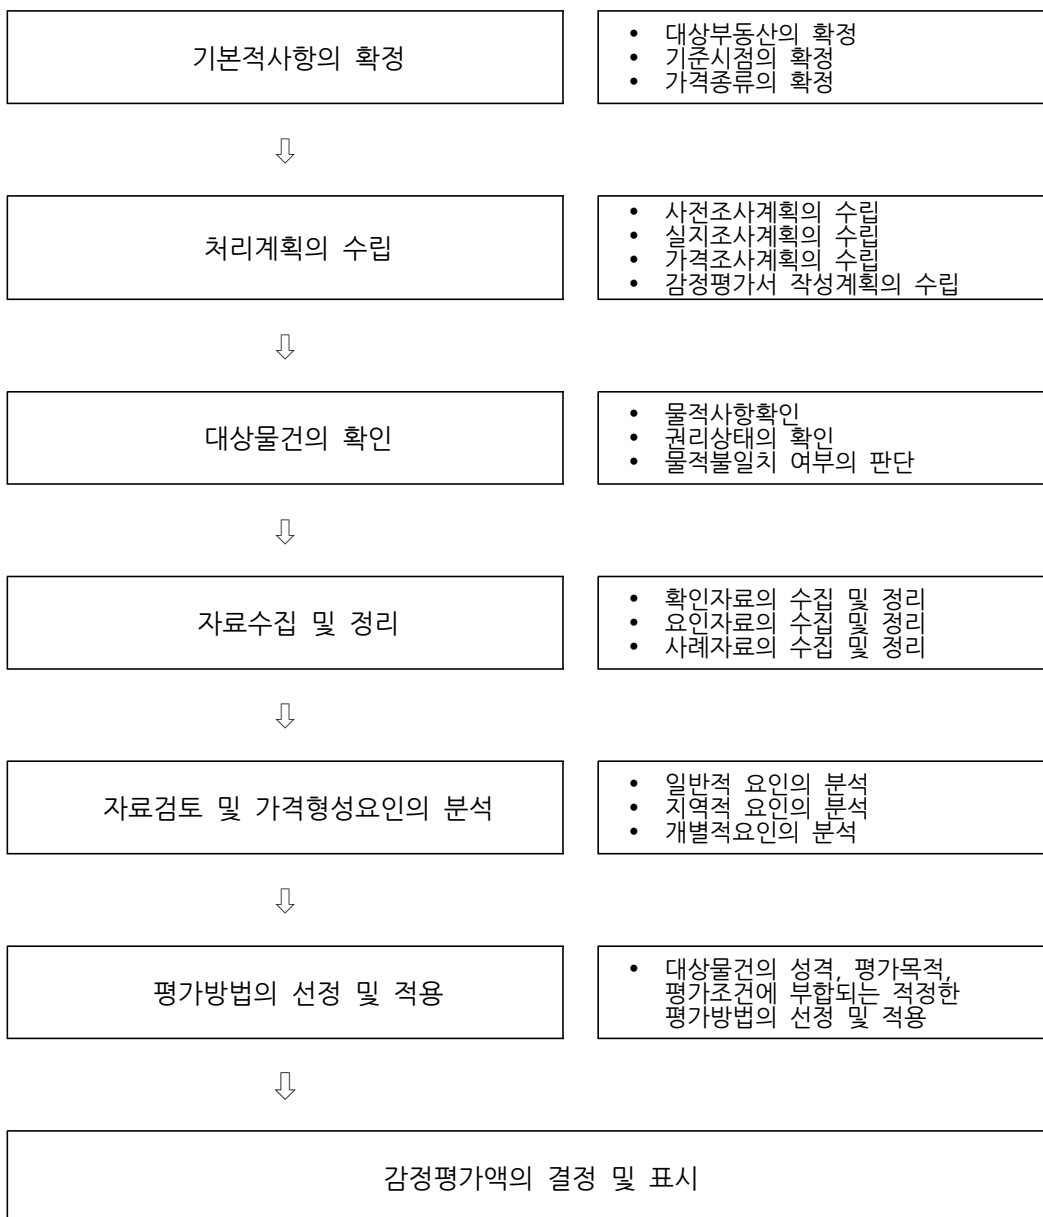 기본적사항의 확정
• 대상부동산의 확정
• 기준시점의 확정
• 가격종류의 확정
⇩
처리계획의 수립
• 사전조사계획의 수립
• 실지조사계획의 수립
• 가격조사계획의 수립
• 감정평가서 작성계획의 수립
⇩
대상물건의 확인
• 물적사항확인
• 권리상태의 확인
• 물적불일치 여부의 판단
⇩
자료수집 및 정리
• 확인자료의 수집 및 정리
• 요인자료의 수집 및 정리
• 사례자료의 수집 및 정리
⇩
자료검토 및 가격형성요인의 분석
• 일반적 요인의 분석
• 지역적 요인의 분석
• 개별적요인의 분석
⇩
평가방법의 선정 및 적용
• 대상물건의 성격, 평가목적,
평가조건에 부합되는 적정한
평가방법의 선정 및 적용
⇩
감정평가액의 결정 및 표시